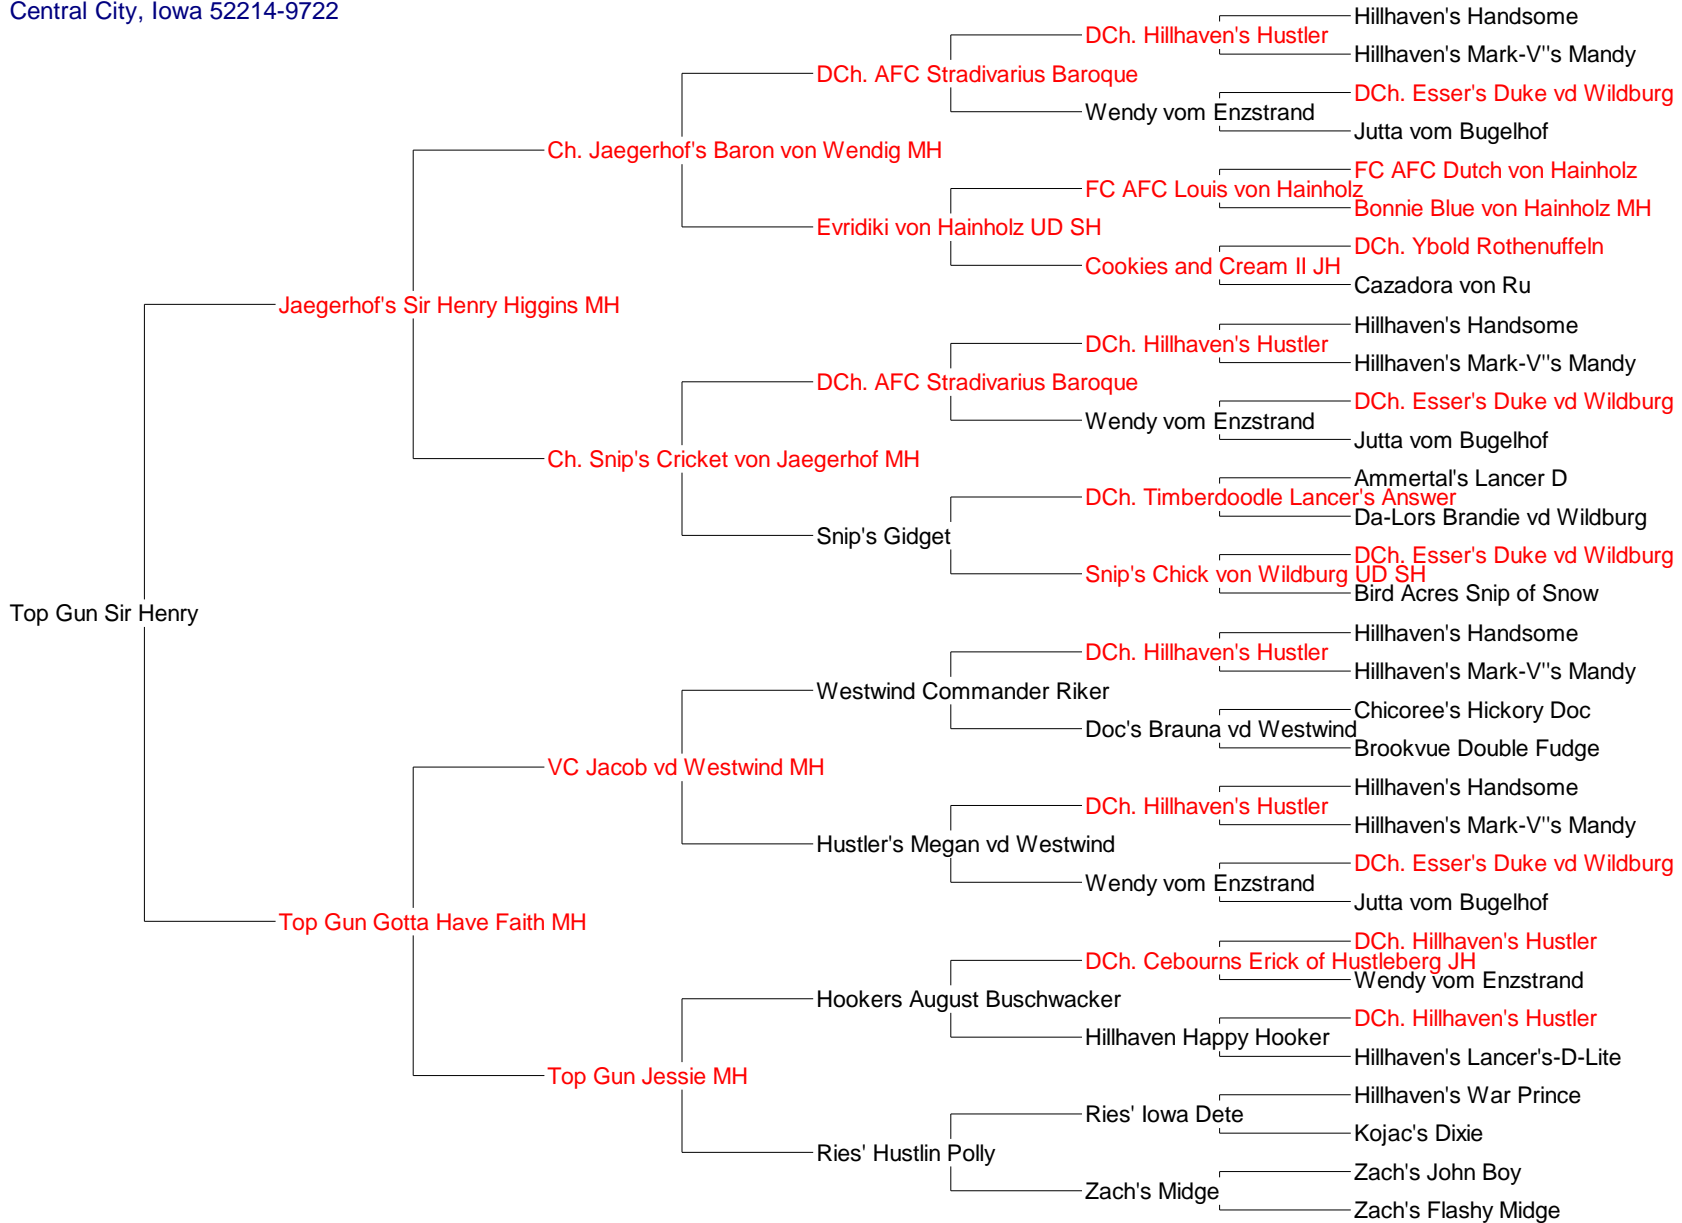 Central City, Iowa 52214-9722
Hillhaven's Handsome
DCh. Hillhaven's Hustler
Hillhaven's Mark-V"s Mandy
DCh. AFC Stradivarius Baroque
DCh. Esser's Duke vd Wildburg
Wendy vom Enzstrand
Jutta vom Bugelhof
Ch. Jaegerhof's Baron von Wendig MH
FC AFC Dutch von Hainholz
FC AFC Louis von Hainholz
Bonnie Blue von Hainholz MH
Evridiki von Hainholz UD SH
DCh. Ybold Rothenuffeln
Cookies and Cream II JH
Cazadora von Ru
Jaegerhof's Sir Henry Higgins MH
Hillhaven's Handsome
DCh. Hillhaven's Hustler
Hillhaven's Mark-V"s Mandy
DCh. AFC Stradivarius Baroque
DCh. Esser's Duke vd Wildburg
Wendy vom Enzstrand
Jutta vom Bugelhof
Ch. Snip's Cricket von Jaegerhof MH
Ammertal's Lancer D
DCh. Timberdoodle Lancer's Answer
Da-Lors Brandie vd Wildburg
Snip's Gidget
DCh. Esser's Duke vd Wildburg
Snip's Chick von Wildburg UD SH
Bird Acres Snip of Snow
Top Gun Sir Henry
Hillhaven's Handsome
DCh. Hillhaven's Hustler
Hillhaven's Mark-V"s Mandy
Westwind Commander Riker
Chicoree's Hickory Doc
Doc's Brauna vd Westwind
Brookvue Double Fudge
VC Jacob vd Westwind MH
Hillhaven's Handsome
DCh. Hillhaven's Hustler
Hillhaven's Mark-V"s Mandy
Hustler's Megan vd Westwind
DCh. Esser's Duke vd Wildburg
Wendy vom Enzstrand
Jutta vom Bugelhof
Top Gun Gotta Have Faith MH
DCh. Hillhaven's Hustler
DCh. Cebourns Erick of Hustleberg JH
Wendy vom Enzstrand
Hookers August Buschwacker
DCh. Hillhaven's Hustler
Hillhaven Happy Hooker
Hillhaven's Lancer's-D-Lite
Top Gun Jessie MH
Hillhaven's War Prince
Ries' Iowa Dete
Kojac's Dixie
Ries' Hustlin Polly
Zach's John Boy
Zach's Midge
Zach's Flashy Midge